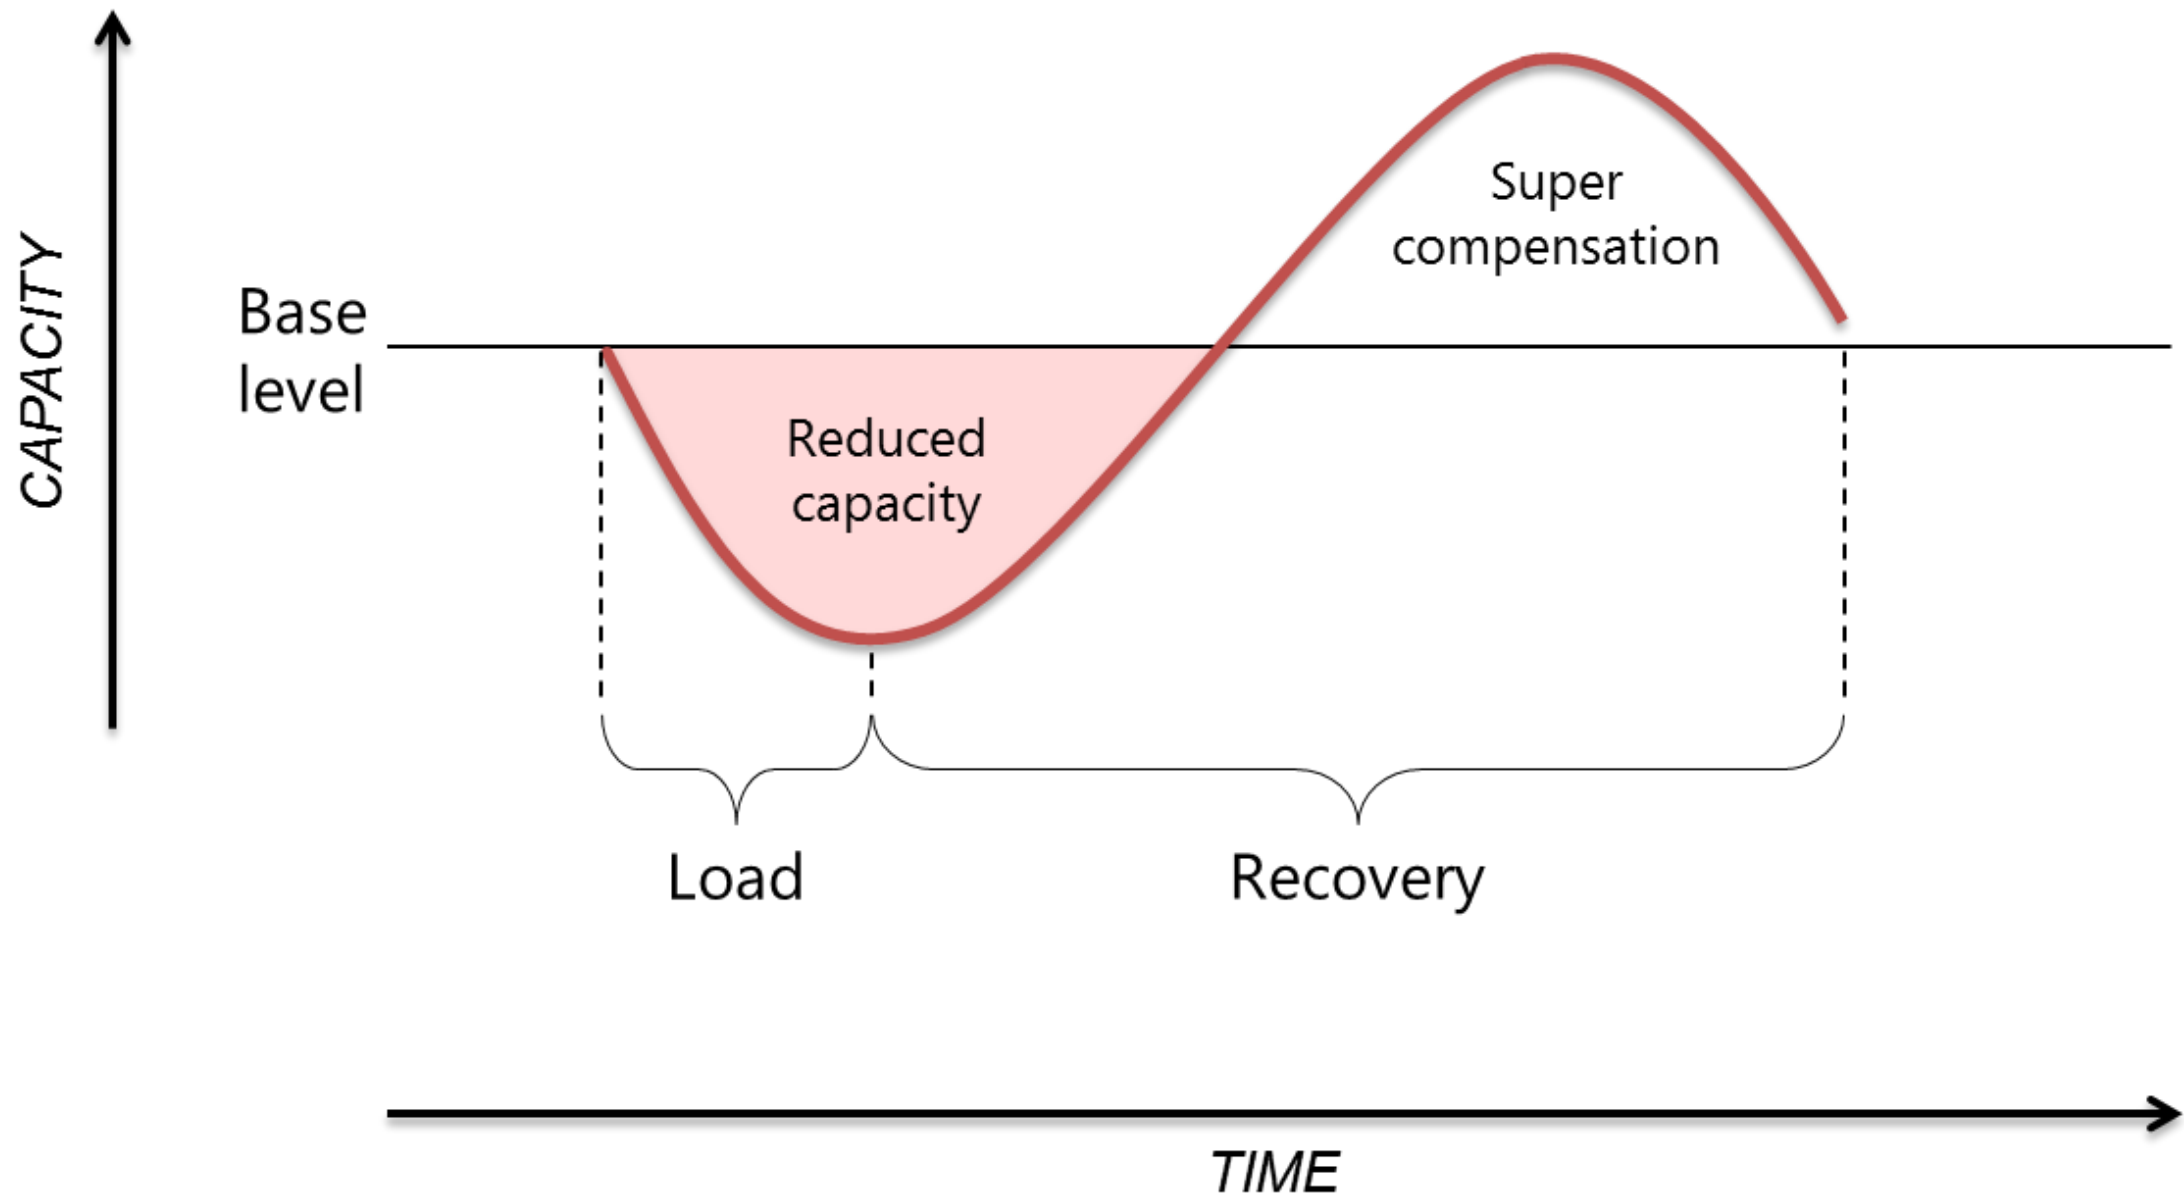 CAPACITY
Base
level
Super
compensation
Reduced
capacity
Load
Recovery
TIME